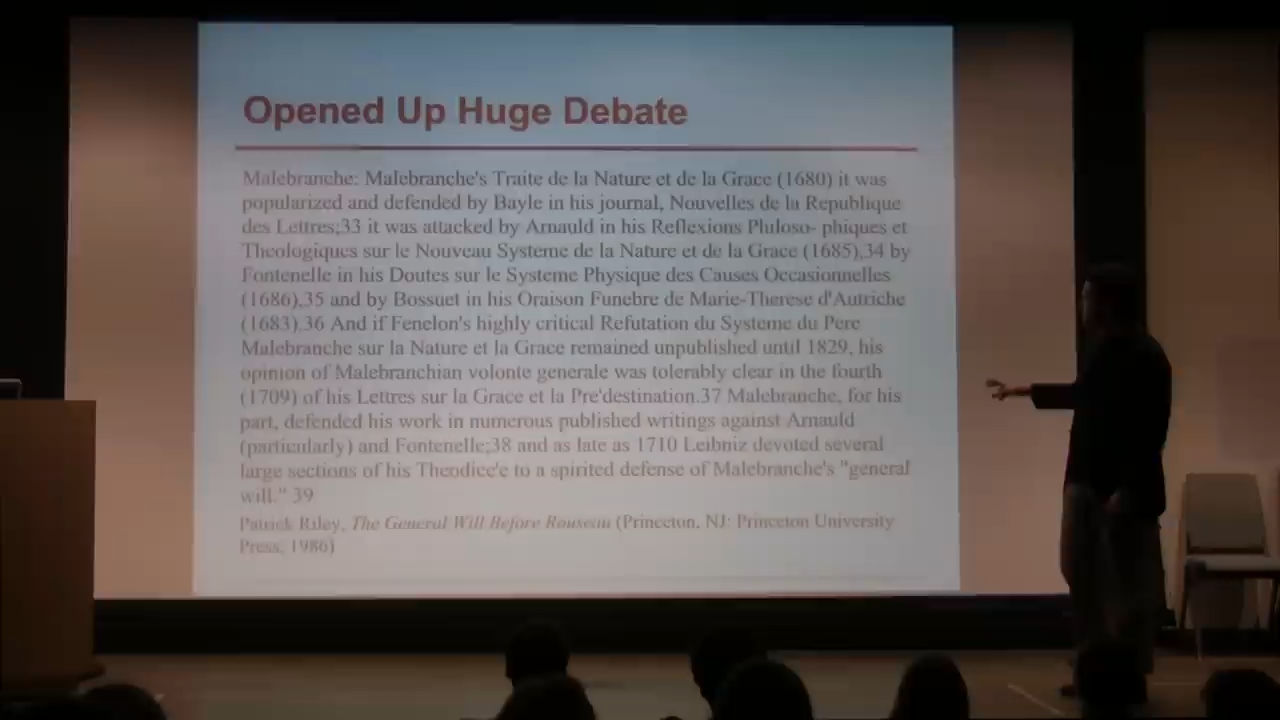 Opened Up Huge Debate
Malebranche: Malebranche's Traite de la Nature et de la Grace (1680) it was
popularized and defended by Bayle in his journal, Nouvelles de la Republique
des Lettres;33 it was attacked by Arnauld in his Reflexions Philoso- phiques et
Theologiques sur le Nouveau Systeme de la Nature et de la Grace (1685),34 by
Fontenelle in his Doutes sur le Systeme Physique des Causes Occasionnelles
(1686),35 and by Bossuet in his Oraison Funebre de Marie-Therese d'Autriche
(1683).36 And if Fenelon's highly critical Refutation du Systeme du Pere
Malebranche sur la Nature et la Grace remained unpublished until 1829, his
opinion of Malebranchian volonte generale was tolerably clear in the fourth
(1709) of his Lettres sur la Grace et la Pre'destination.37 Malebranche, for his
part, defended his work in numerous published writings against Arnauld
(particularly) and Fontenelle;38 and as late as 1710 Leibniz devoted several
large sections of his Theodice'e to a spirited defense of Malebranche's "general
will." 39
Patrick Riley, The General Will Before Rouseau (Princeton, NJ: Princeton University
Press, 1986)